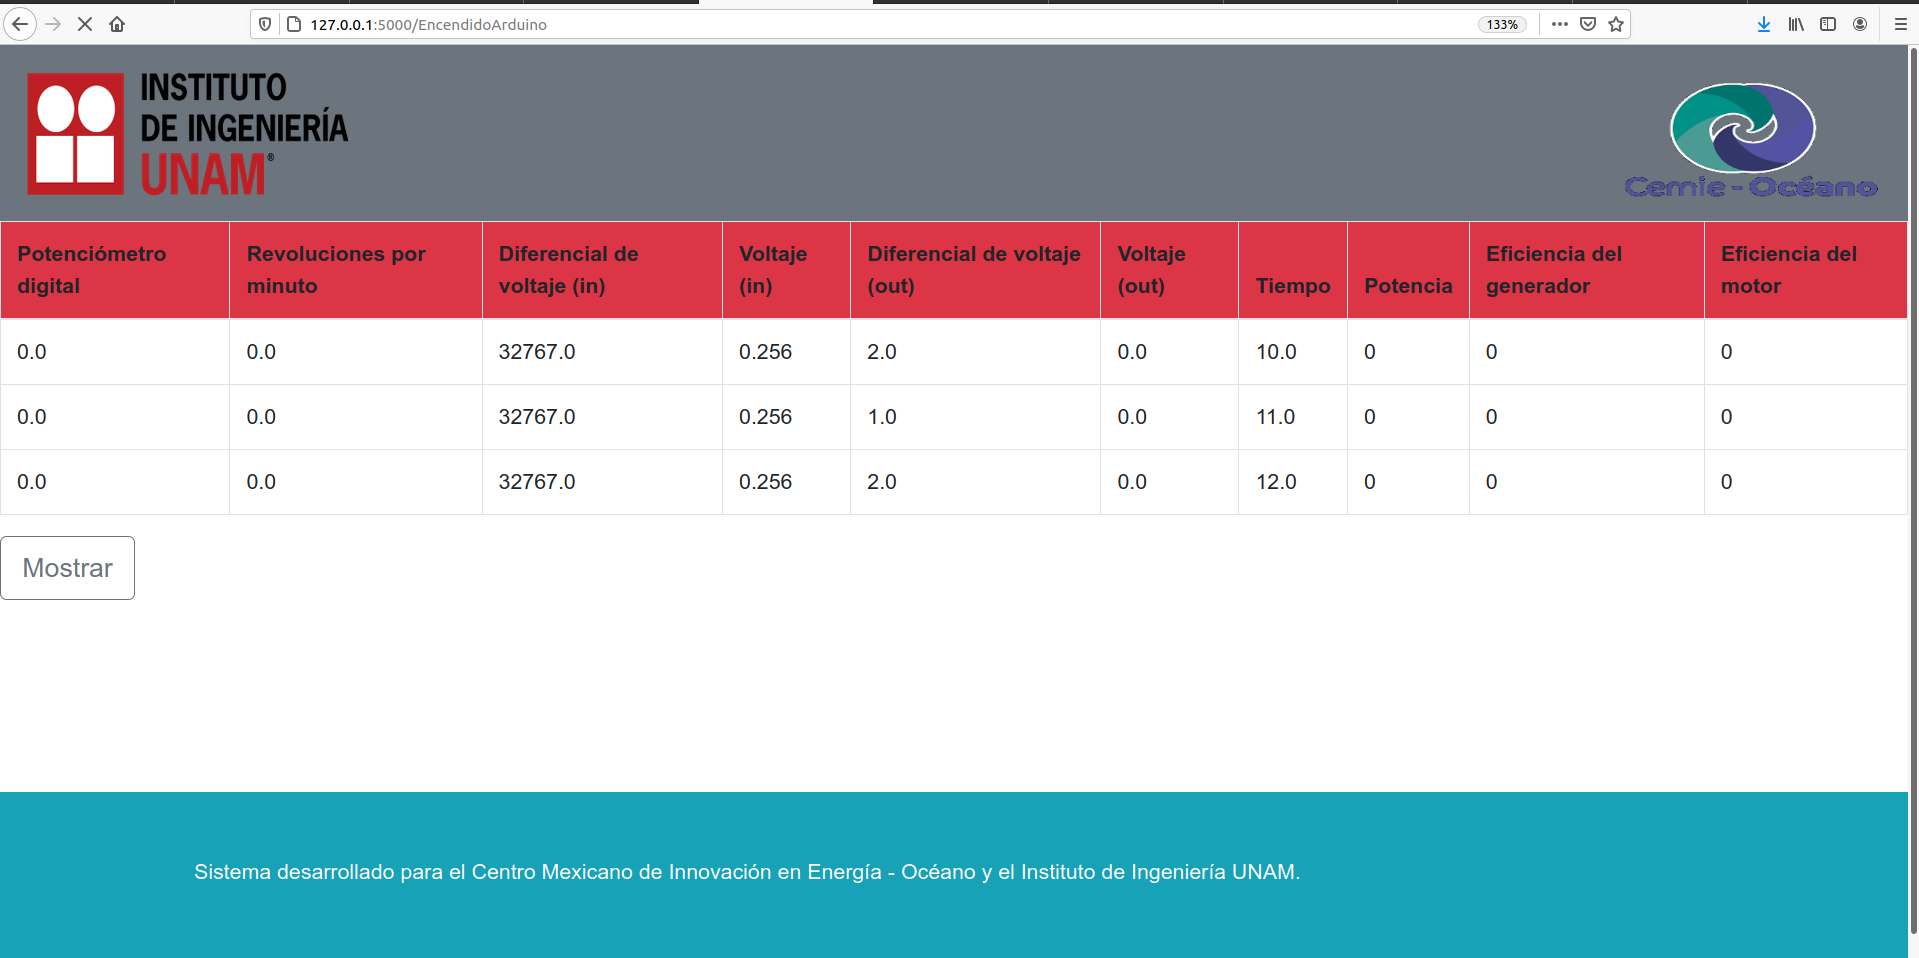 127.0.0.1:5000/EncendidoArduino
133%
INSTITUTO
DE INGENIERÍA
UNAM®
Cemie - Océano
Potenciómetro digital Revoluciones por minuto Diferencial de voltaje (in) Voltaje (in) Diferencial de voltaje (out) Voltaje (out) Tiempo Potencia Eficiencia del generador Eficiencia del motor
0.0 0.0 32767.0 0.256 2.0 0.0 10.0 0 0 0
0.0 0.0 32767.0 0.256 1.0 0.0 11.0 0 0 0
0.0 0.0 32767.0 0.256 2.0 0.0 12.0 0 0 0
Mostrar
Sistema desarrollado para el Centro Mexicano de Innovación en Energía - Océano y el Instituto de Ingeniería UNAM.